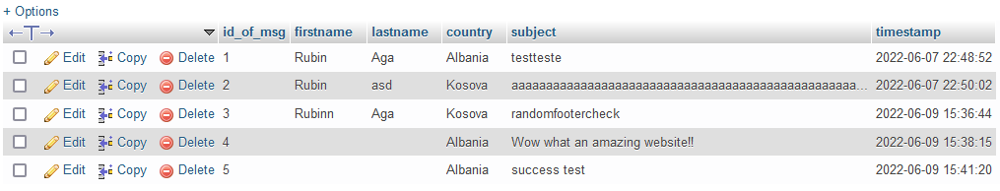 + Options
←T→ id_of_msg firstname lastname country subject timestamp
Edit Copy Delete 1 Rubin Aga Albania testteste 2022-06-07 22:48:52
Edit Copy Delete 2 Rubin asd Kosova aaaaaaaaaaaaaaaaaaaaaaaaaaaaaaaaaaaaaaaaaaaaaaaaaa... 2022-06-07 22:50:02
Edit Copy Delete 3 Rubinn Aga Kosova randomfootercheck 2022-06-09 15:36:44
Edit Copy Delete 4 Albania Wow what an amazing website!! 2022-06-09 15:38:15
Edit Copy Delete 5 Albania success test 2022-06-09 15:41:20